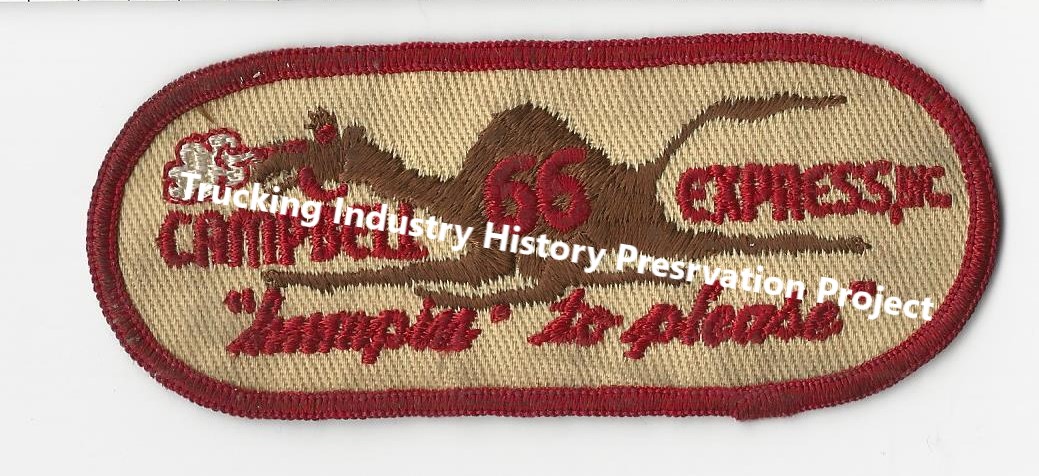 66
EXPRESS, INC.
CAMPBELL
Trucking Industry History Presrvation Project
"humpin' to please"